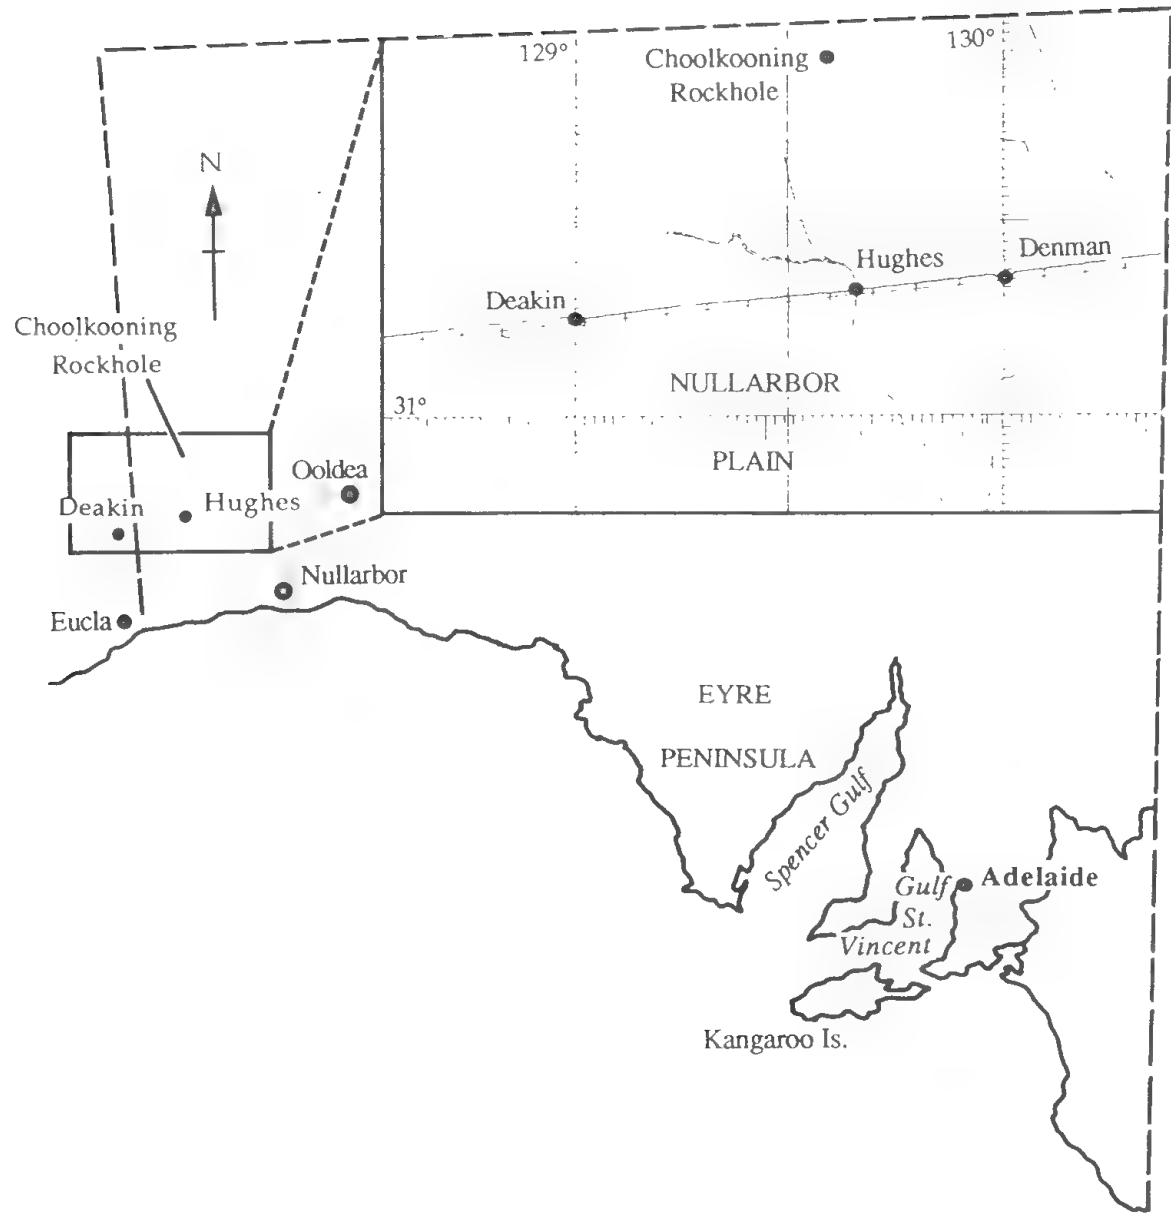 129°
130°
Choolkooning
Rockhole
N
Hughes
Denman
Deakin
Choolkooning
Rockhole
NULLARBOR
31°
PLAIN
Ooldea
Deakin
Hughes
Nullarbor
Eucla
EYRE
PENINSULA
Spencer Gulf
Adelaide
Gulf
St.
Vincent
Kangaroo Is.